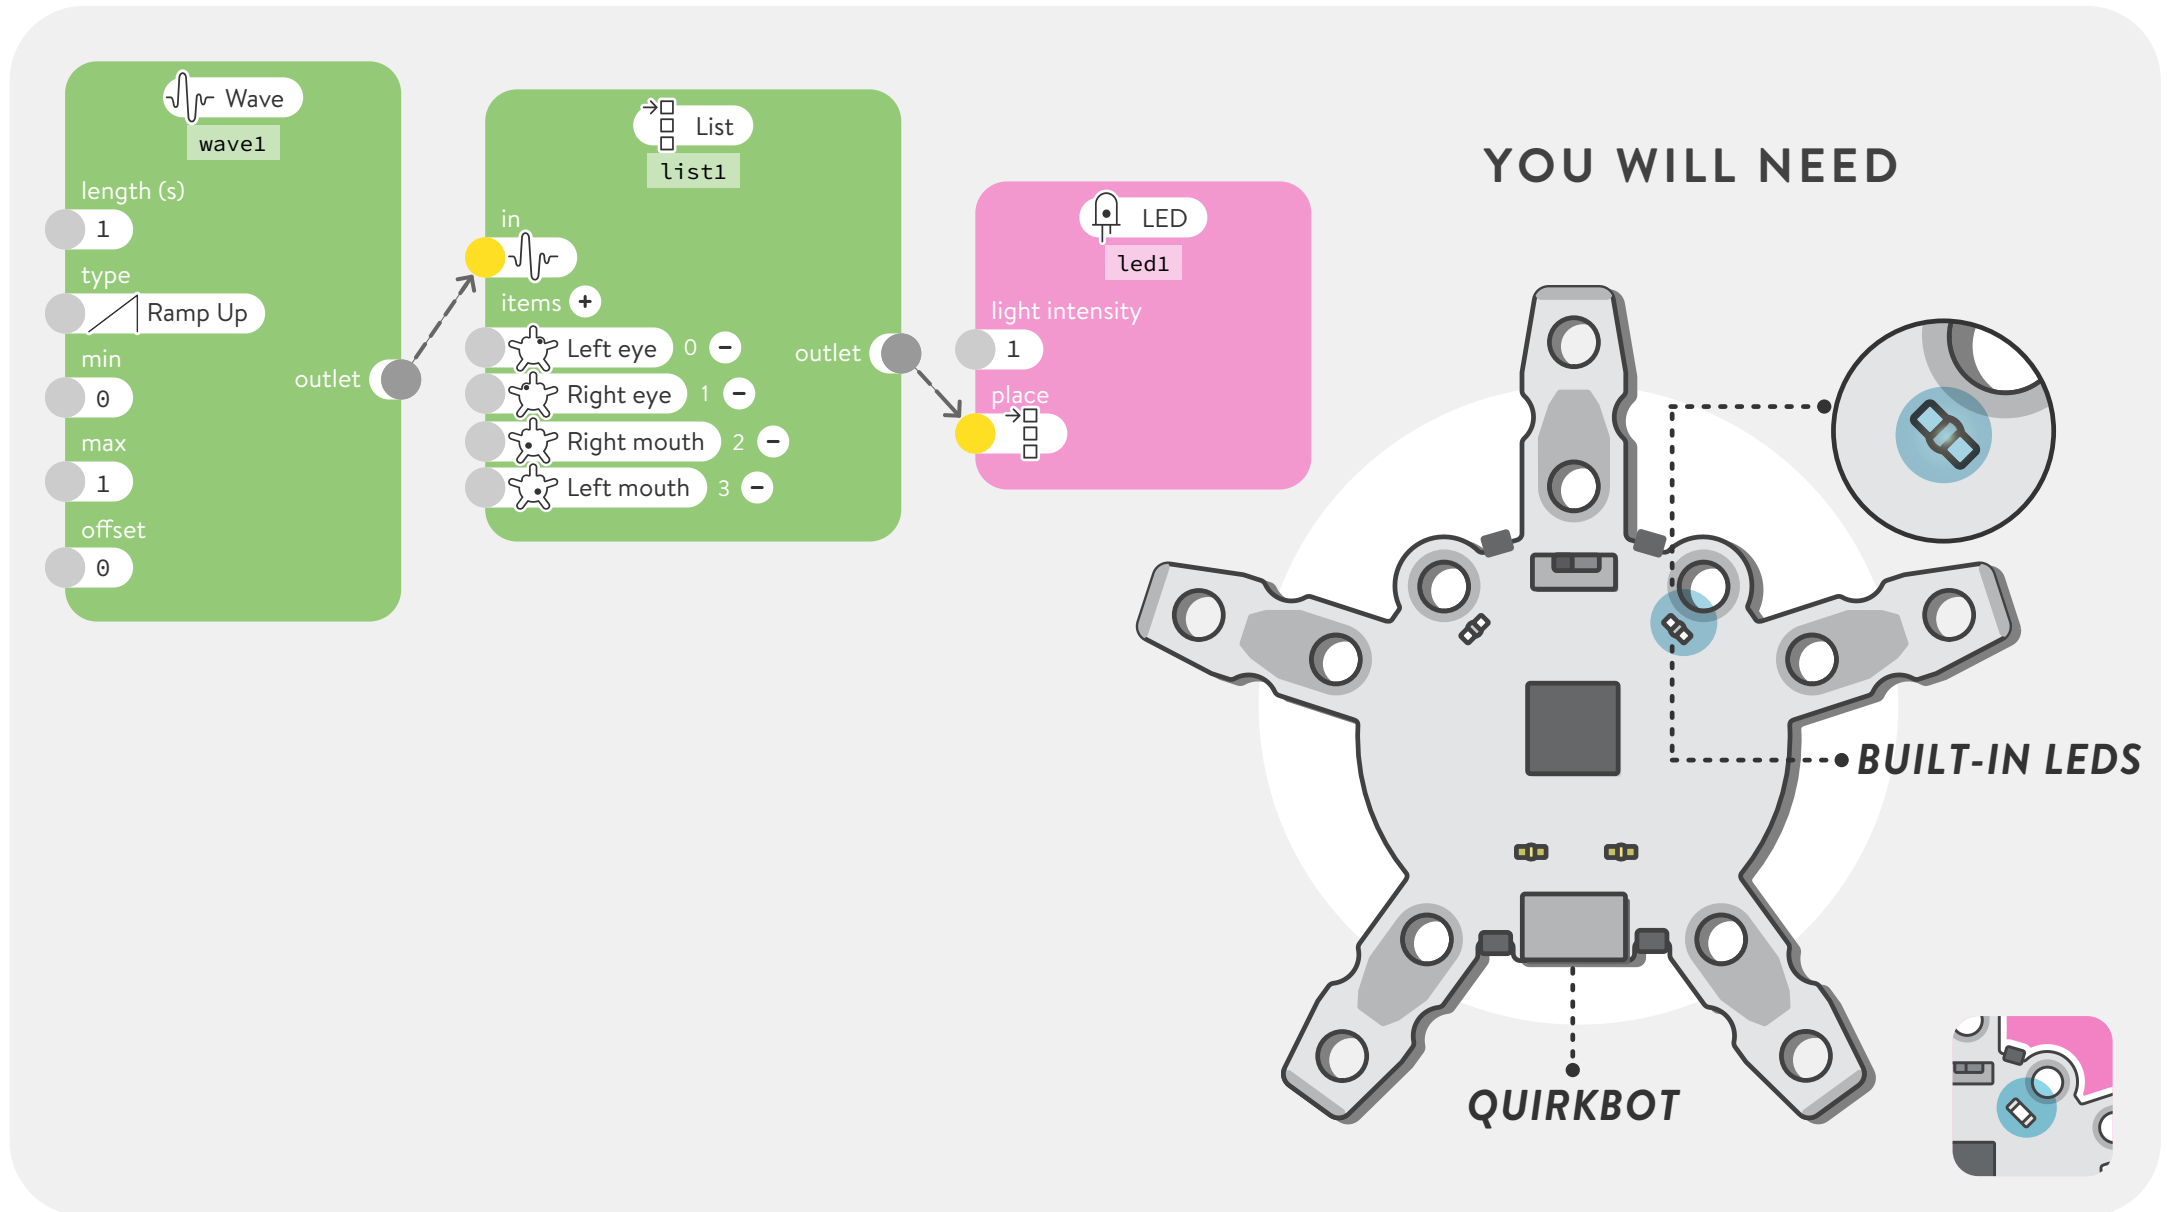 Wave
wave1
length (s)
1
type
Ramp Up
min
0
max
1
offset
0
outlet
List
list1
in
items +
Left eye 0 −
Right eye 1 −
Right mouth 2 −
Left mouth 3 −
outlet
LED
led1
light intensity
1
place
YOU WILL NEED
BUILT-IN LEDS
QUIRKBOT